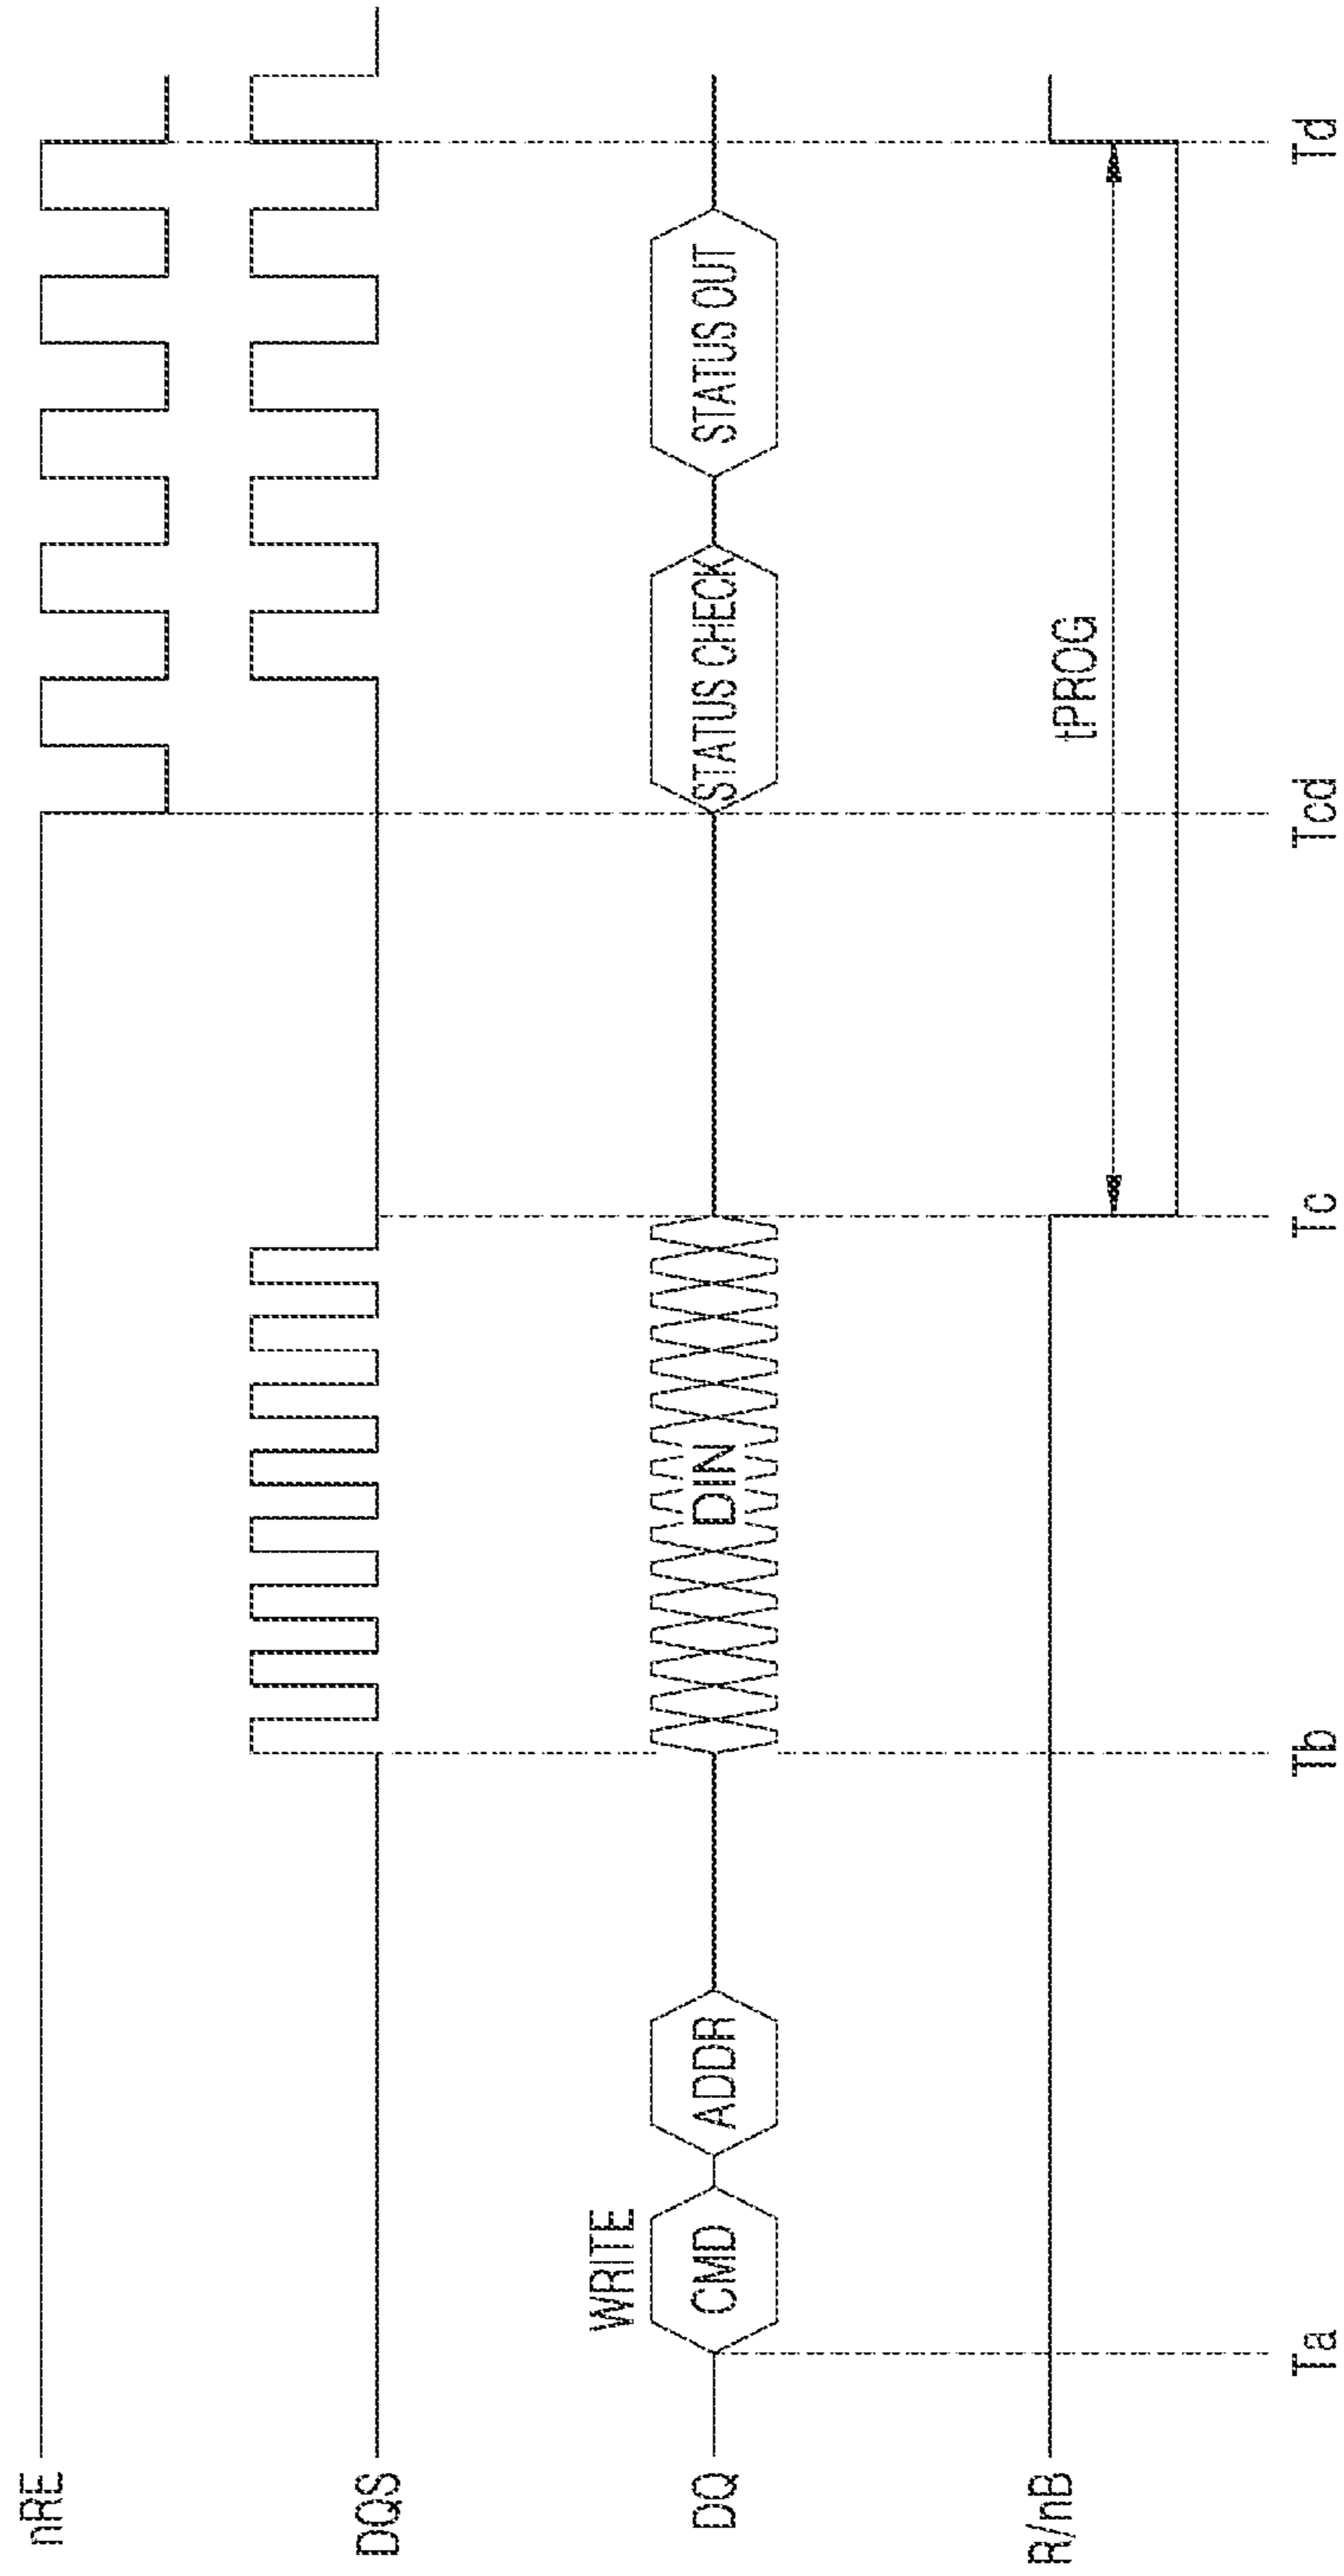 nRE
DQS
WRITE
DQ
CMD
ADDR
DIN
STATUS CHECK
STATUS OUT
R/nB
tPROG
Ta
Tb
Tc
Tcd
Td